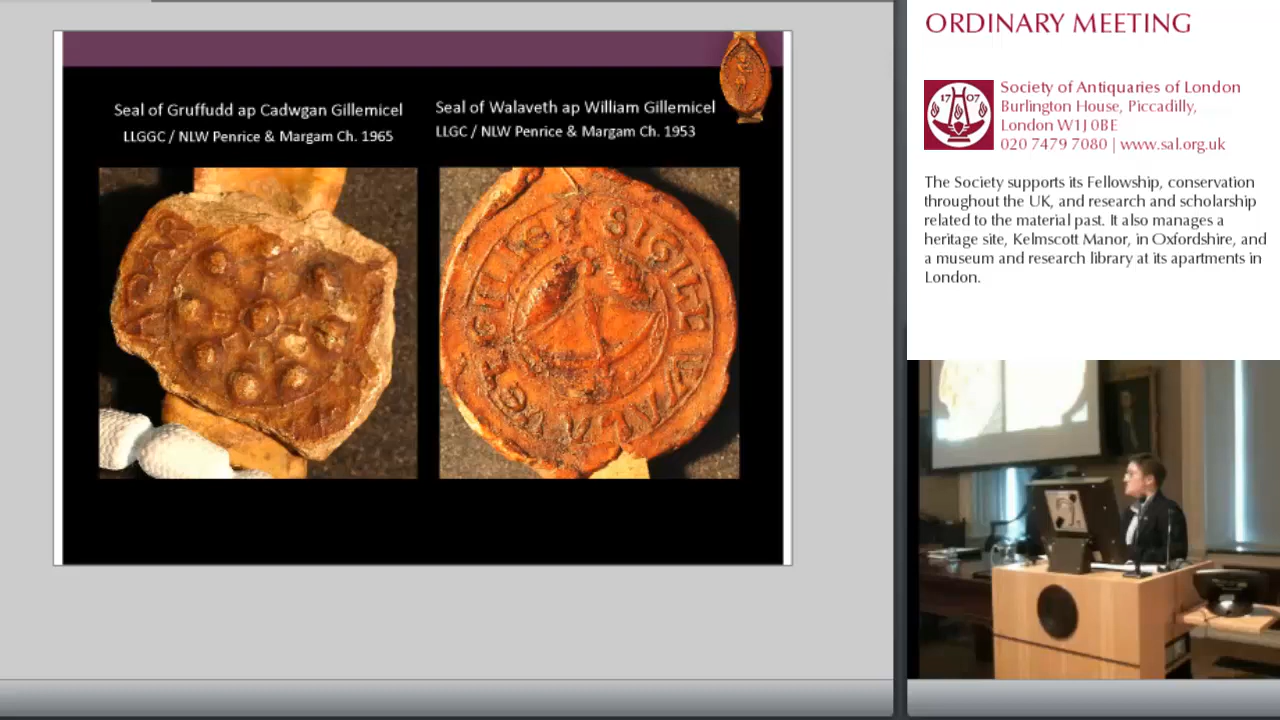 Seal of Gruffudd ap Cadwgan Gillemicel
LLGGC / NLW Penrice & Margam Ch. 1965
Seal of Walaveth ap William Gillemicel
LLGC / NLW Penrice & Margam Ch. 1953
ORDINARY MEETING
17 07
Society of Antiquaries of London
Burlington House, Piccadilly,
London W1J 0BE
020 7479 7080 | www.sal.org.uk
The Society supports its Fellowship, conservation
throughout the UK, and research and scholarship
related to the material past. It also manages a
heritage site, Kelmscott Manor, in Oxfordshire, and
a museum and research library at its apartments in
London.